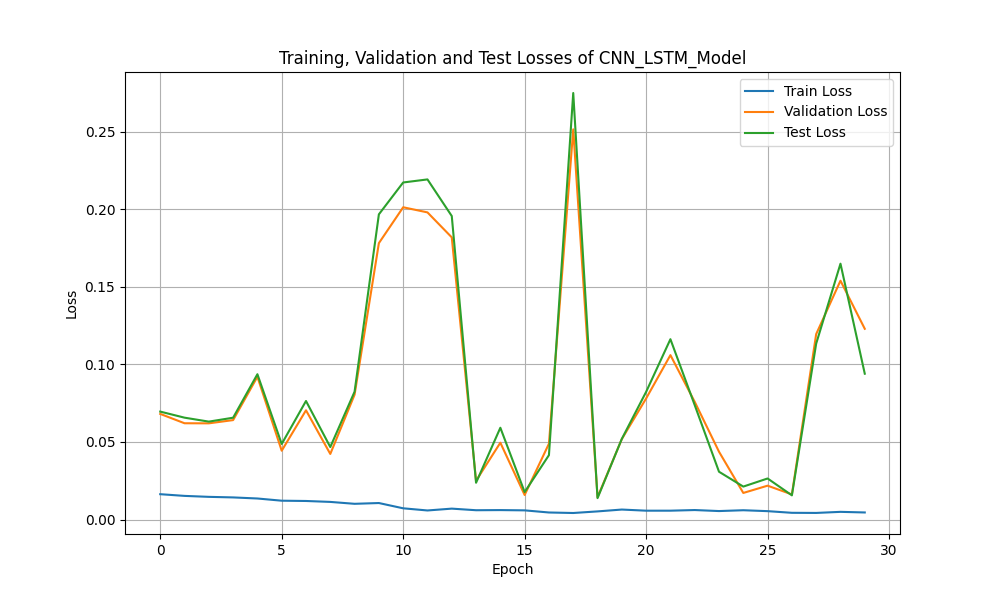 Training, Validation and Test Losses of CNN_LSTM_Model
Train Loss
Validation Loss
Test Loss
0.25
0.20
0.15
0.10
0.05
0.00
Loss
0 5 10 15 20 25 30
Epoch